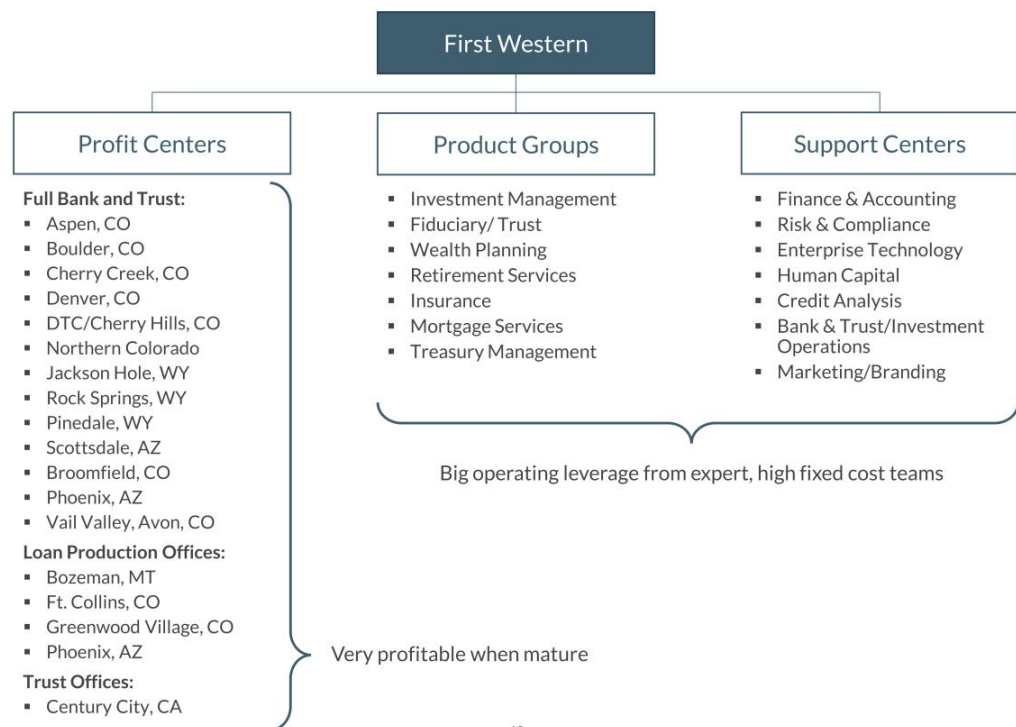 First Western
Profit Centers
Full Bank and Trust:
▪ Aspen, CO
▪ Boulder, CO
▪ Cherry Creek, CO
▪ Denver, CO
▪ DTC/Cherry Hills, CO
▪ Northern Colorado
▪ Jackson Hole, WY
▪ Rock Springs, WY
▪ Pinedale, WY
▪ Scottsdale, AZ
▪ Broomfield, CO
▪ Phoenix, AZ
▪ Vail Valley, Avon, CO
Loan Production Offices:
▪ Bozeman, MT
▪ Ft. Collins, CO
▪ Greenwood Village, CO
▪ Phoenix, AZ
Trust Offices:
▪ Century City, CA
Very profitable when mature
Product Groups
▪ Investment Management
▪ Fiduciary/ Trust
▪ Wealth Planning
▪ Retirement Services
▪ Insurance
▪ Mortgage Services
▪ Treasury Management
Support Centers
▪ Finance & Accounting
▪ Risk & Compliance
▪ Enterprise Technology
▪ Human Capital
▪ Credit Analysis
▪ Bank & Trust/Investment
Operations
▪ Marketing/Branding
Big operating leverage from expert, high fixed cost teams